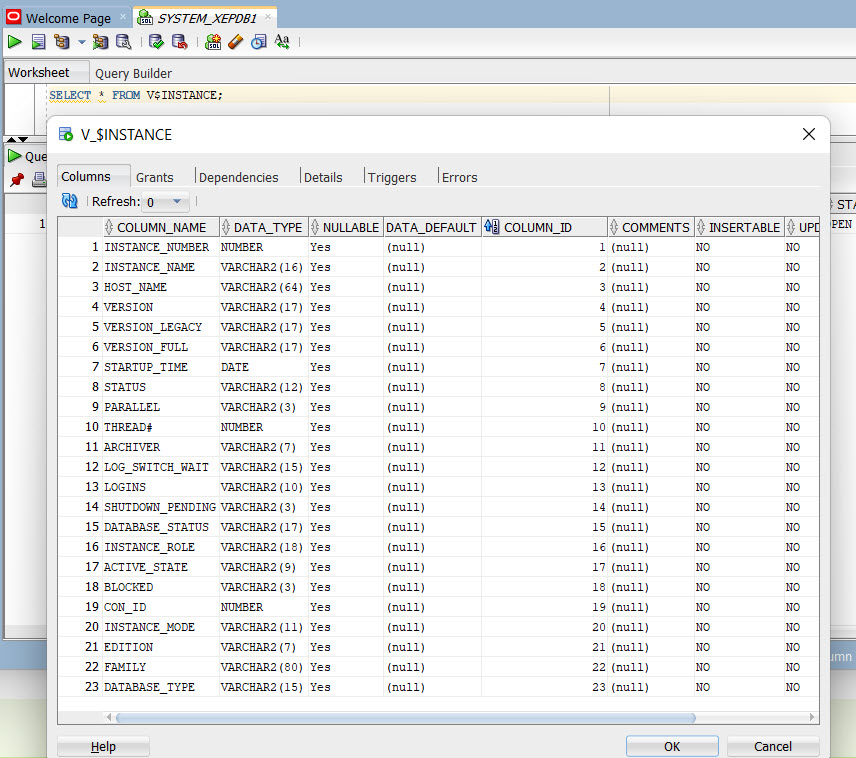 Welcome Page
SYSTEM_XEPDB1
Worksheet
Query Builder
SELECT * FROM V$INSTANCE;
Que
V_$INSTANCE
Columns Grants Dependencies Details Triggers Errors
Refresh: 0
STA
COLUMN_NAME DATA_TYPE NULLABLE DATA_DEFAULT COLUMN_ID COMMENTS INSERTABLE UPD
1 PEN
1 INSTANCE_NUMBER NUMBER Yes (null) 1 (null) NO NO
2 INSTANCE_NAME VARCHAR2(16) Yes (null) 2 (null) NO NO
3 HOST_NAME VARCHAR2(64) Yes (null) 3 (null) NO NO
4 VERSION VARCHAR2(17) Yes (null) 4 (null) NO NO
5 VERSION_LEGACY VARCHAR2(17) Yes (null) 5 (null) NO NO
6 VERSION_FULL VARCHAR2(17) Yes (null) 6 (null) NO NO
7 STARTUP_TIME DATE Yes (null) 7 (null) NO NO
8 STATUS VARCHAR2(12) Yes (null) 8 (null) NO NO
9 PARALLEL VARCHAR2(3) Yes (null) 9 (null) NO NO
10 THREAD# NUMBER Yes (null) 10 (null) NO NO
11 ARCHIVER VARCHAR2(7) Yes (null) 11 (null) NO NO
12 LOG_SWITCH_WAIT VARCHAR2(15) Yes (null) 12 (null) NO NO
13 LOGINS VARCHAR2(10) Yes (null) 13 (null) NO NO
14 SHUTDOWN_PENDING VARCHAR2(3) Yes (null) 14 (null) NO NO
15 DATABASE_STATUS VARCHAR2(17) Yes (null) 15 (null) NO NO
16 INSTANCE_ROLE VARCHAR2(18) Yes (null) 16 (null) NO NO
17 ACTIVE_STATE VARCHAR2(9) Yes (null) 17 (null) NO NO
18 BLOCKED VARCHAR2(3) Yes (null) 18 (null) NO NO
19 CON_ID NUMBER Yes (null) 19 (null) NO NO
20 INSTANCE_MODE VARCHAR2(11) Yes (null) 20 (null) NO NO
21 EDITION VARCHAR2(7) Yes (null) 21 (null) NO NO
22 FAMILY VARCHAR2(80) Yes (null) 22 (null) NO NO
23 DATABASE_TYPE VARCHAR2(15) Yes (null) 23 (null) NO NO
umn
Help OK Cancel